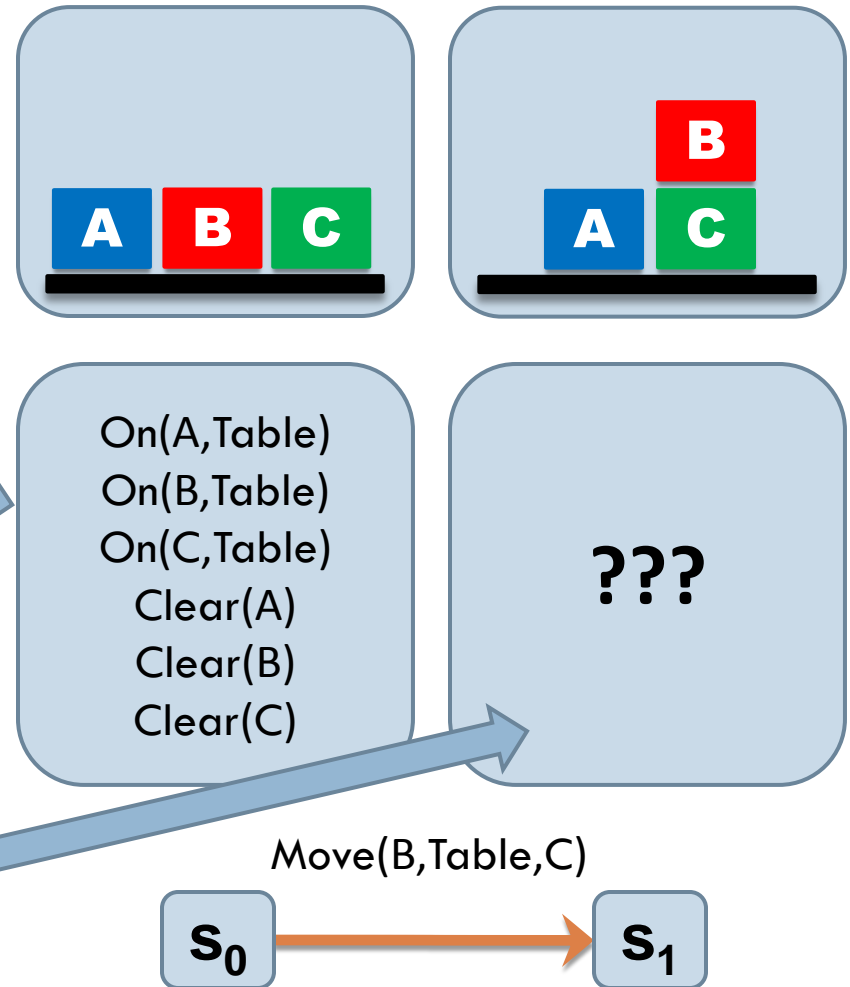 A B C
B
A C
On(A,Table)
On(B,Table)
On(C,Table)
Clear(A)
Clear(B)
Clear(C)
???
Move(B,Table,C)
s₀ s₁